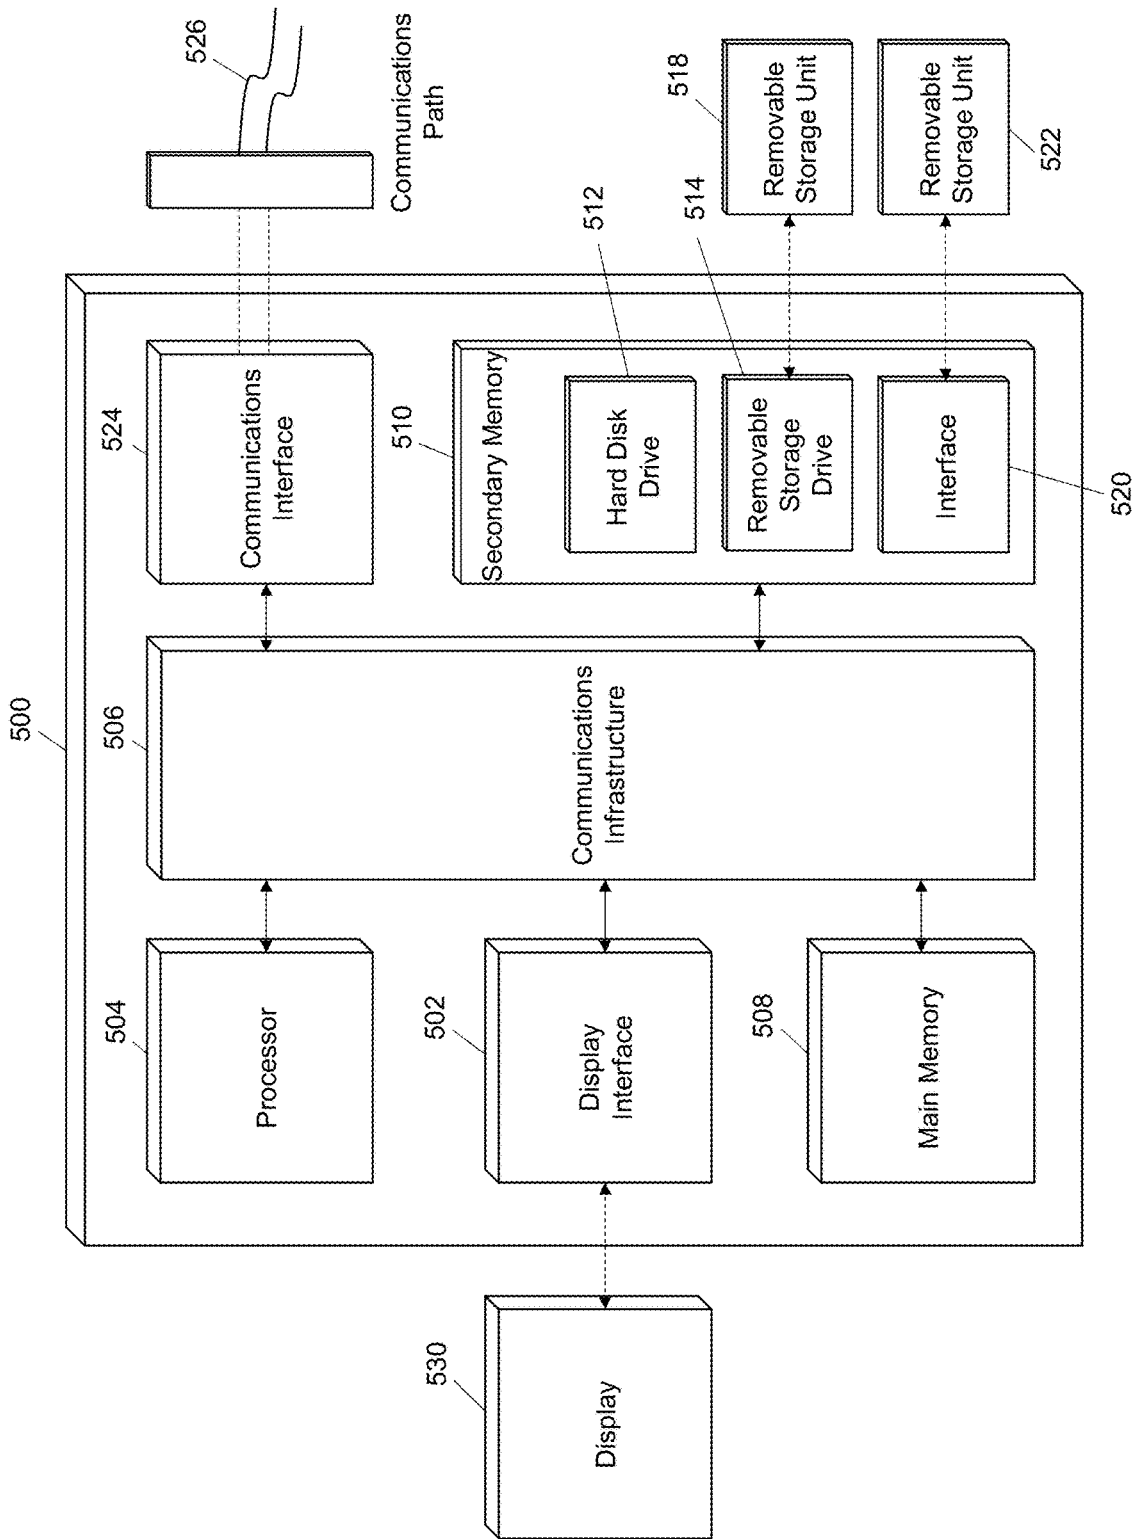 500
504
Processor
506
Communications
Infrastructure
524
Communications
Interface
526
Communications
Path
530
Display
502
Display
Interface
510
Secondary Memory
512
Hard Disk
Drive
508
Main Memory
514
Removable
Storage
Drive
518
Removable
Storage Unit
Interface
520
Removable
Storage Unit
522